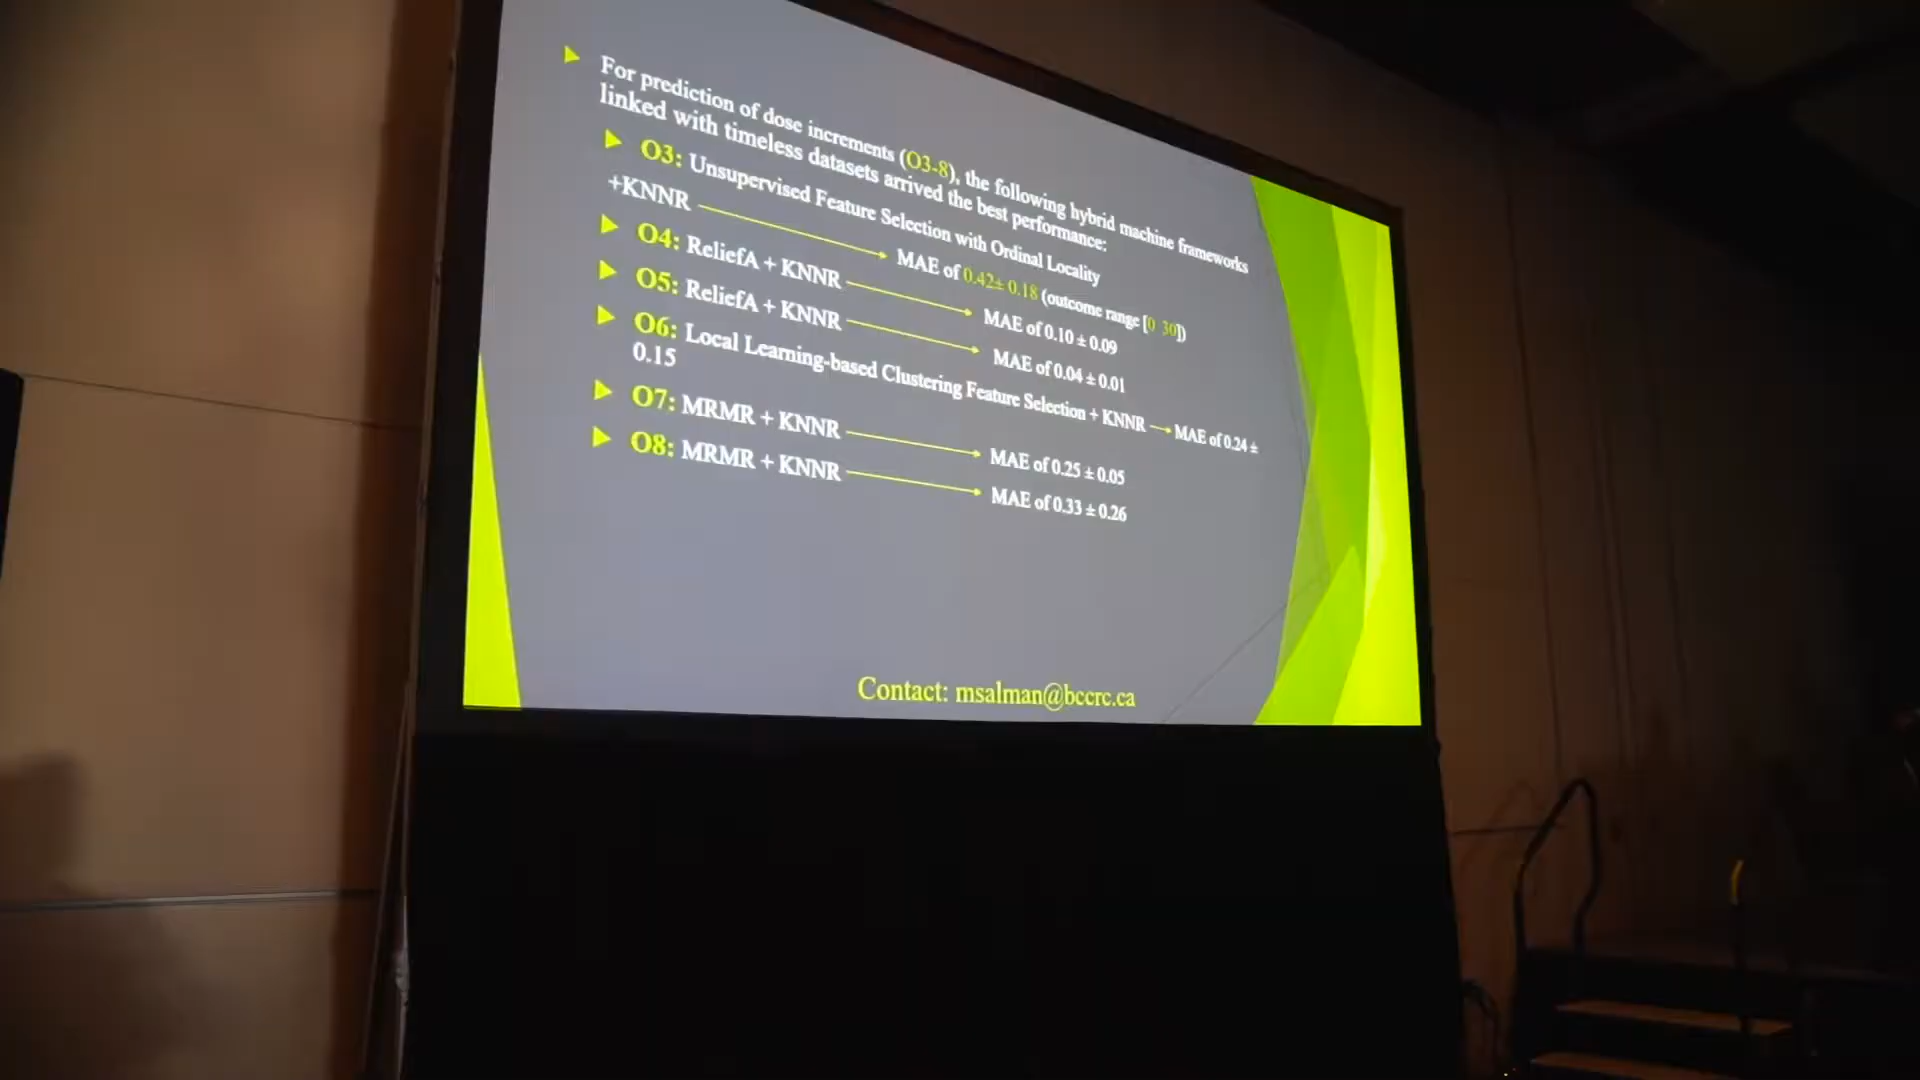 For prediction of dose increments (O3-8), the following hybrid machine frameworks
linked with timeless datasets arrived the best performance:
O3: Unsupervised Feature Selection with Ordinal Locality
+KNNR MAE of 0.42± 0.18 (outcome range [0 30])
O4: ReliefA + KNNR MAE of 0.10 ± 0.09
O5: ReliefA + KNNR MAE of 0.04 ± 0.01
O6: Local Learning-based Clustering Feature Selection + KNNR MAE of 0.24 ±
0.15
O7: MRMR + KNNR MAE of 0.25 ± 0.05
O8: MRMR + KNNR MAE of 0.33 ± 0.26
Contact: msalman@bccrc.ca